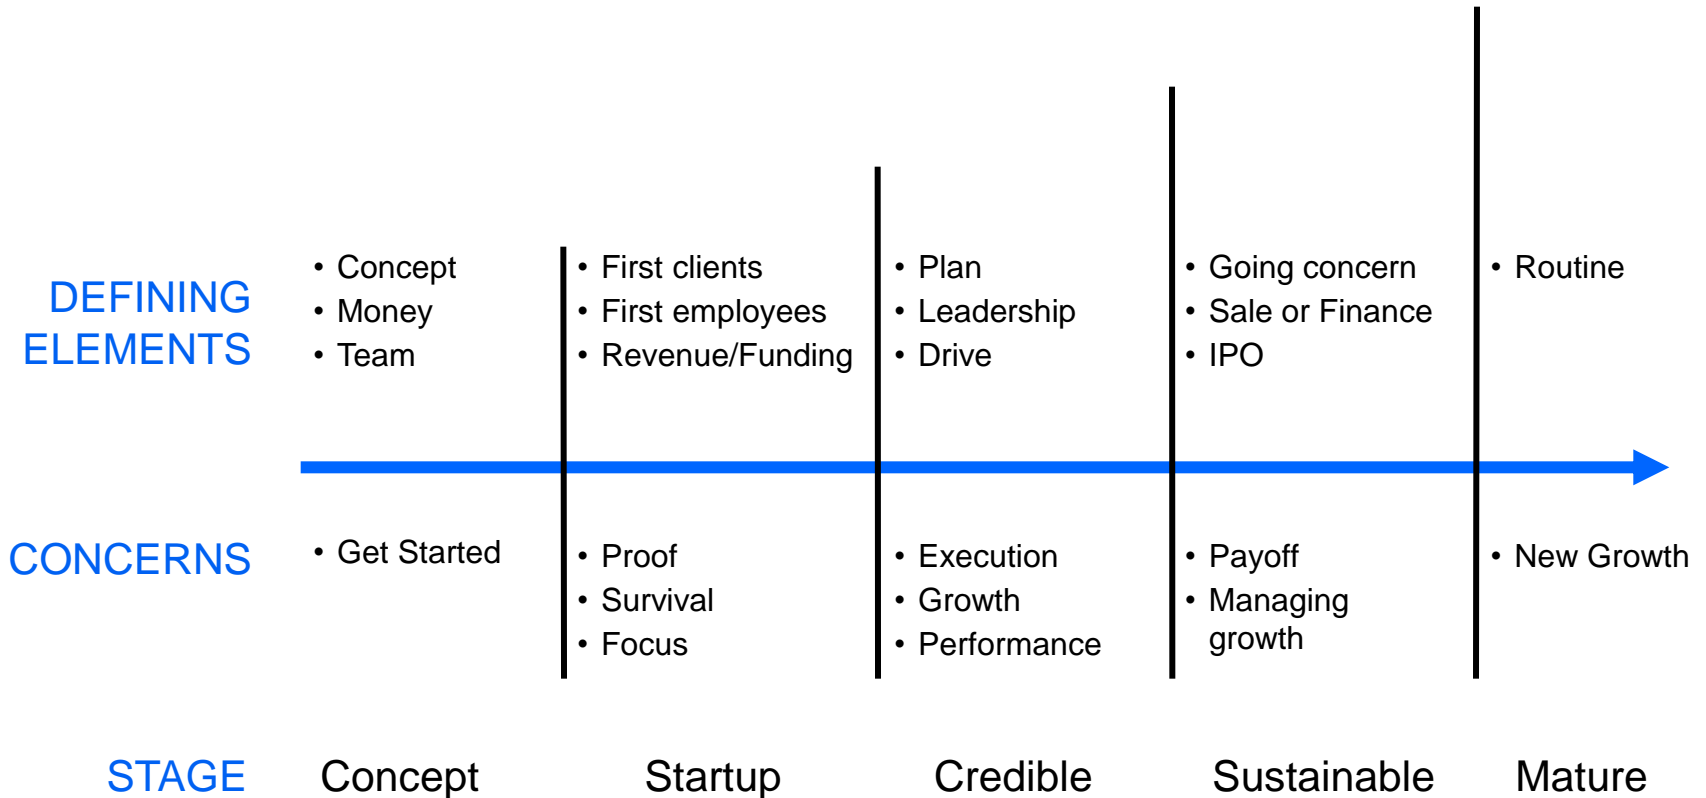 DEFINING
ELEMENTS
• Concept
• Money
• Team
• First clients
• First employees
• Revenue/Funding
• Plan
• Leadership
• Drive
• Going concern
• Sale or Finance
• IPO
• Routine
CONCERNS
• Get Started
• Proof
• Survival
• Focus
• Execution
• Growth
• Performance
• Payoff
• Managing
growth
• New Growth
STAGE
Concept
Startup
Credible
Sustainable
Mature